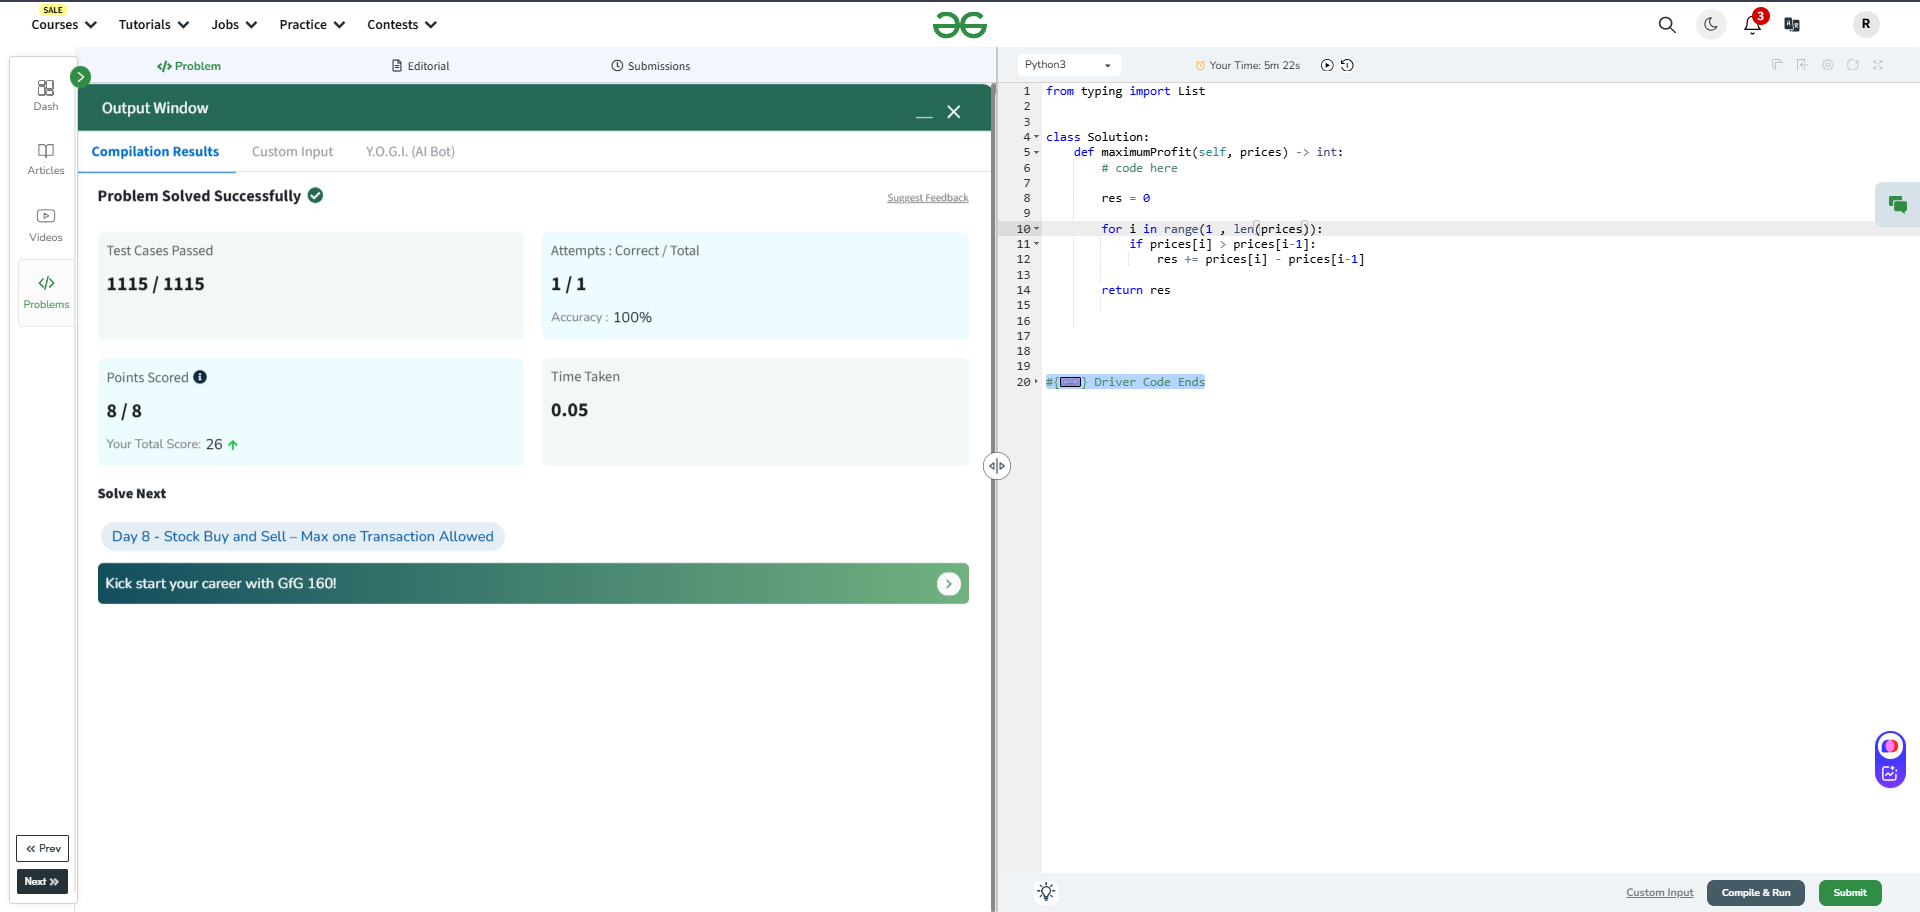 SALE
Courses
Tutorials
Jobs
Practice
Contests
3
R
Dash
Articles
Videos
Problems
« Prev
Next »
Problem
Editorial
Submissions
Output Window
Compilation Results
Custom Input
Y.O.G.I. (AI Bot)
Problem Solved Successfully
Suggest Feedback
Test Cases Passed
1115 / 1115
Attempts : Correct / Total
1 / 1
Accuracy : 100%
Points Scored
8 / 8
Your Total Score: 26
Time Taken
0.05
Solve Next
Day 8 - Stock Buy and Sell – Max one Transaction Allowed
Kick start your career with GfG 160!
Python3
Your Time: 5m 22s
1 from typing import List
2
3
4 class Solution:
5 def maximumProfit(self, prices) -> int:
6 # code here
7
8 res = 0
9
10 for i in range(1 , len(prices)):
11 if prices[i] > prices[i-1]:
12 res += prices[i] - prices[i-1]
13
14 return res
15
16
17
18
19
20 #{ } Driver Code Ends
Custom Input
Compile & Run
Submit